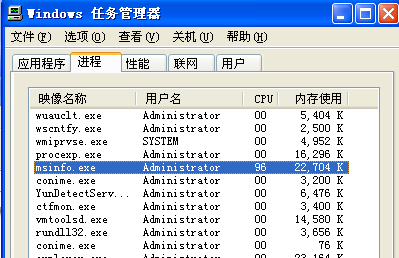 Windows 任务管理器
文件(F) 选项(O) 查看(V) 关机(U) 帮助(H)
应用程序 进程 性能 联网 用户
映像名称 用户名 CPU 内存使用
wuauclt.exe Administrator 00 5,404 K
wscntfy.exe Administrator 00 2,500 K
wmiprvse.exe SYSTEM 00 4,952 K
procexp.exe Administrator 00 16,296 K
msinfo.exe Administrator 96 22,704 K
conime.exe Administrator 00 3,200 K
YunDetectServ... Administrator 00 6,476 K
ctfmon.exe Administrator 00 3,400 K
vmtoolsd.exe Administrator 00 14,580 K
rundll32.exe Administrator 00 3,656 K
conime.exe Administrator 00 76 K